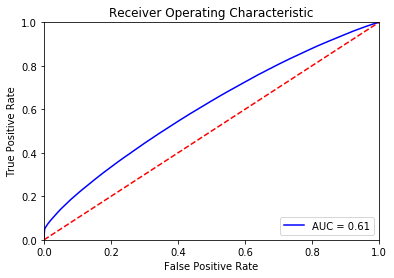 Receiver Operating Characteristic
1.0
0.8
0.6
0.4
0.2
0.0
True Positive Rate
AUC = 0.61
0.0 0.2 0.4 0.6 0.8 1.0
False Positive Rate